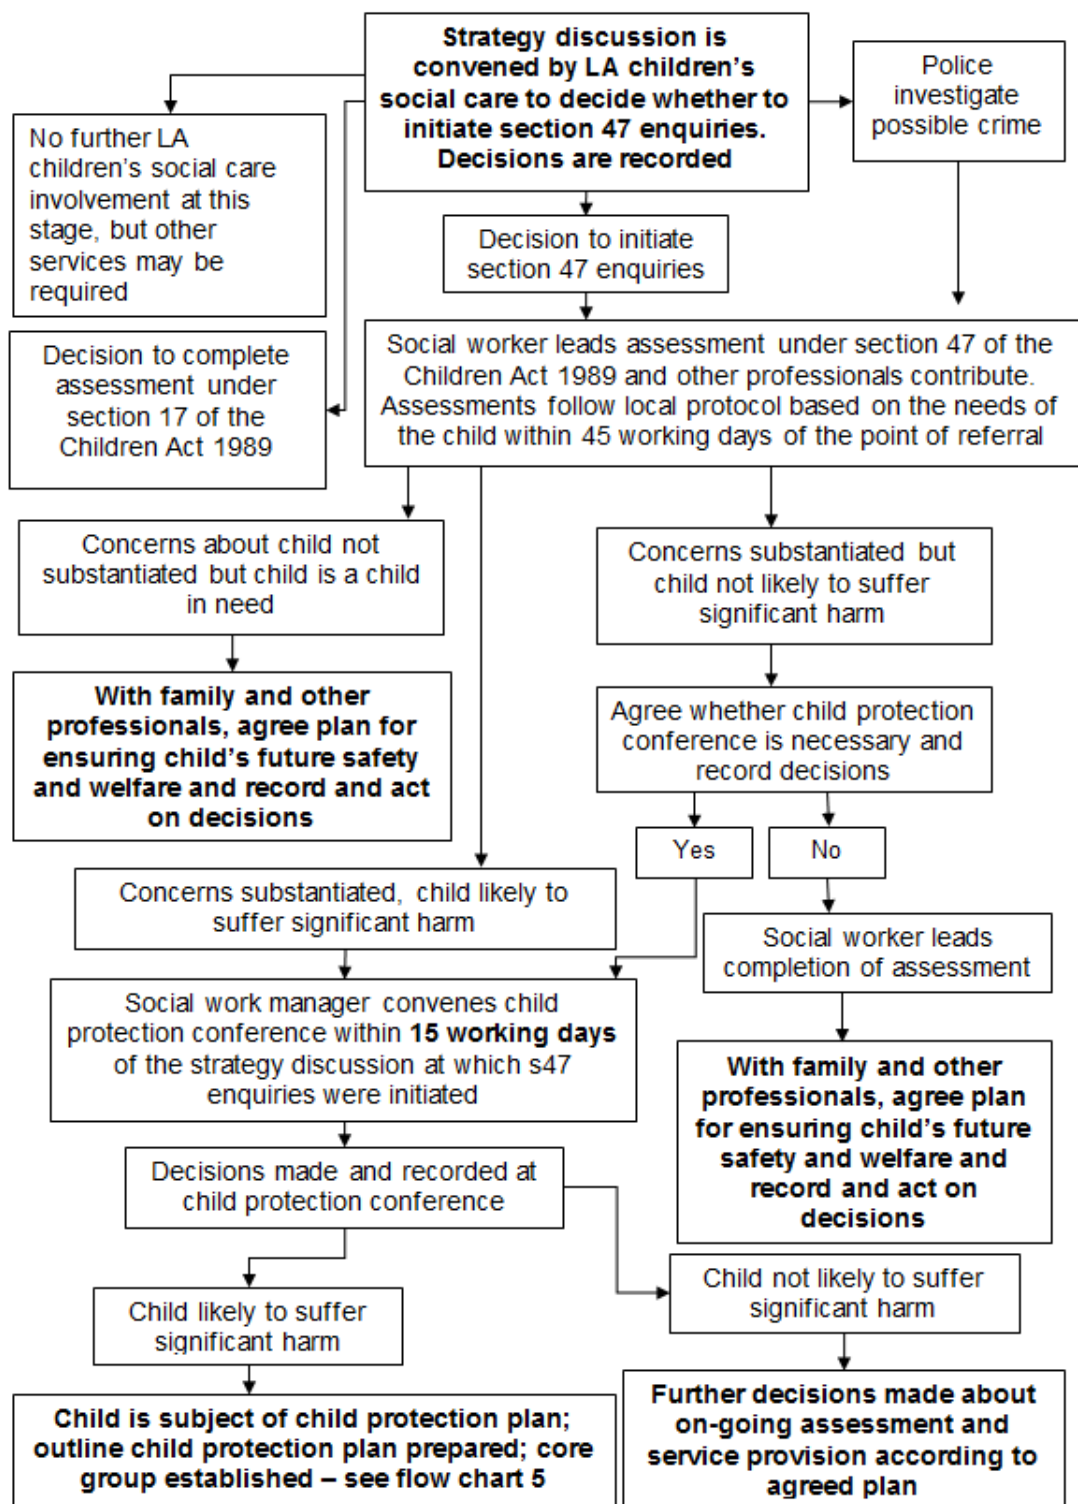 Strategy discussion is
convened by LA children's
social care to decide whether to
initiate section 47 enquiries.
Decisions are recorded
Police
investigate
possible crime
No further LA
children's social care
involvement at this
stage, but other
services may be
required
Decision to initiate
section 47 enquiries
Decision to complete
assessment under
section 17 of the
Children Act 1989
Social worker leads assessment under section 47 of the
Children Act 1989 and other professionals contribute.
Assessments follow local protocol based on the needs of
the child within 45 working days of the point of referral
Concerns about child not
substantiated but child is a child
in need
Concerns substantiated but
child not likely to suffer
significant harm
With family and other
professionals, agree plan for
ensuring child's future safety
and welfare and record and act
on decisions
Agree whether child protection
conference is necessary and
record decisions
Yes
No
Concerns substantiated, child likely to
suffer significant harm
Social worker leads
completion of assessment
Social work manager convenes child
protection conference within 15 working days
of the strategy discussion at which s47
enquiries were initiated
With family and other
professionals, agree plan
for ensuring child's future
safety and welfare and
record and act on
decisions
Decisions made and recorded at
child protection conference
Child likely to suffer
significant harm
Child not likely to suffer
significant harm
Child is subject of child protection plan;
outline child protection plan prepared; core
group established – see flow chart 5
Further decisions made about
on-going assessment and
service provision according to
agreed plan